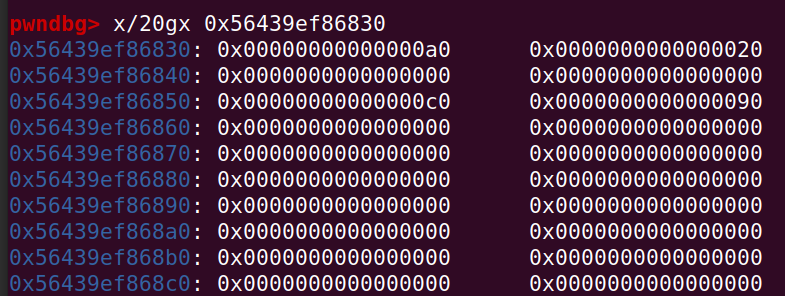 pwndbg> x/20gx 0x56439ef86830
0x56439ef86830: 0x00000000000000a0 0x0000000000000020
0x56439ef86840: 0x0000000000000000 0x0000000000000000
0x56439ef86850: 0x00000000000000c0 0x0000000000000090
0x56439ef86860: 0x0000000000000000 0x0000000000000000
0x56439ef86870: 0x0000000000000000 0x0000000000000000
0x56439ef86880: 0x0000000000000000 0x0000000000000000
0x56439ef86890: 0x0000000000000000 0x0000000000000000
0x56439ef868a0: 0x0000000000000000 0x0000000000000000
0x56439ef868b0: 0x0000000000000000 0x0000000000000000
0x56439ef868c0: 0x0000000000000000 0x0000000000000000